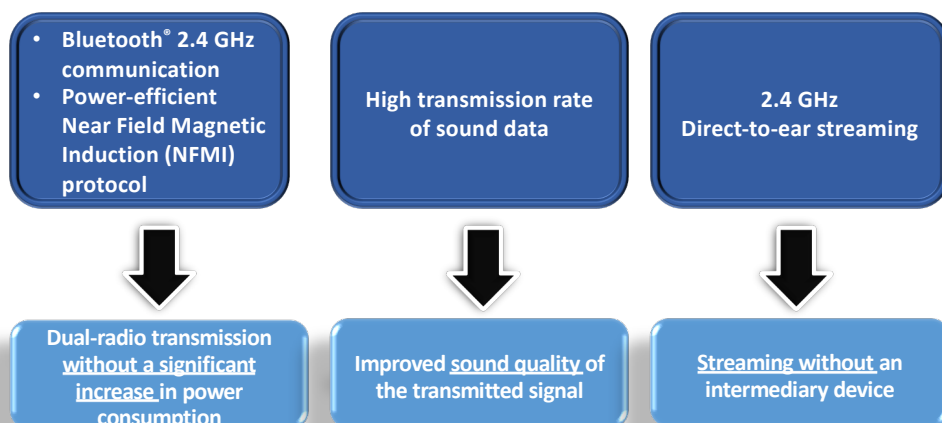 • Bluetooth® 2.4 GHz
communication
• Power-efficient
Near Field Magnetic
Induction (NFMI)
protocol
High transmission rate
of sound data
2.4 GHz
Direct-to-ear streaming
Dual-radio transmission
without a significant
increase in power
consumption
Improved sound quality of
the transmitted signal
Streaming without an
intermediary device